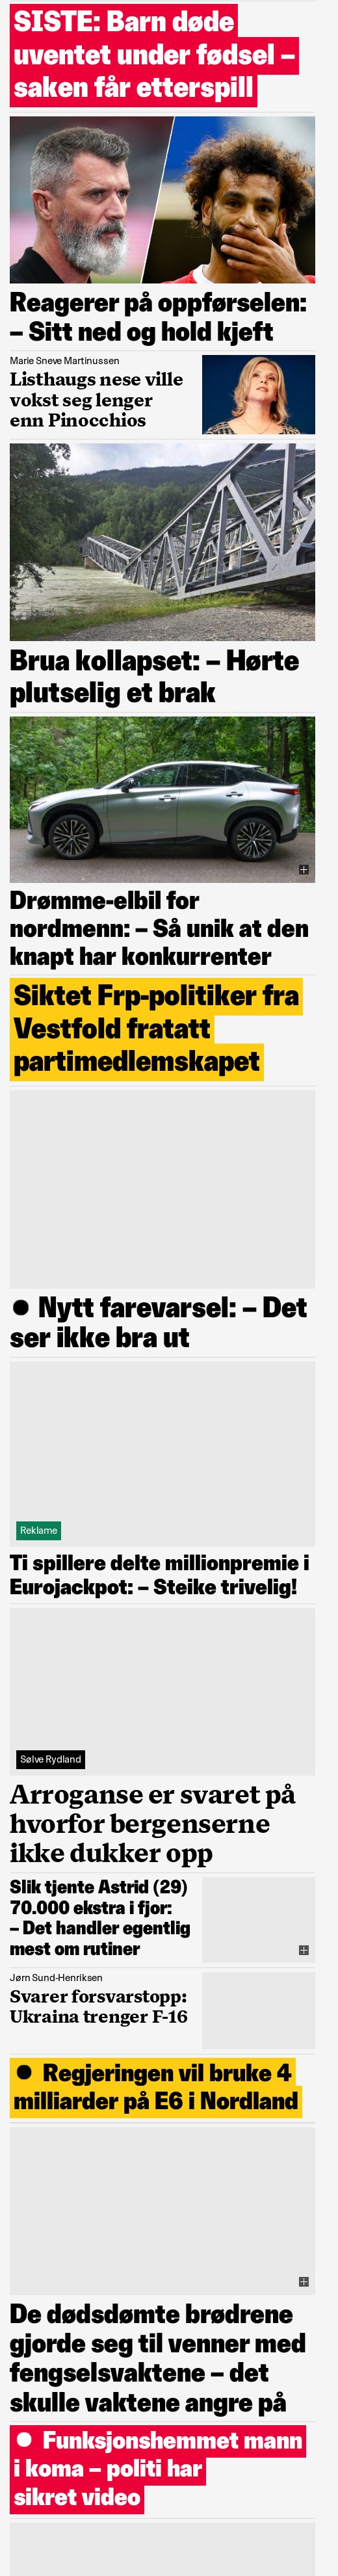 SISTE: Barn døde
uventet under fødsel –
saken får etterspill
Reagerer på oppførselen:
– Sitt ned og hold kjeft
Marie Sneve Martinussen
Listhaugs nese ville
vokst seg lenger
enn Pinocchios
Brua kollapset: – Hørte
plutselig et brak
Drømme-elbil for
nordmenn: – Så unik at den
knapt har konkurrenter
Siktet Frp-politiker fra
Vestfold fratatt
partimedlemskapet
Nytt farevarsel: – Det
ser ikke bra ut
Reklame
Ti spillere delte millionpremie i
Eurojackpot: – Steike trivelig!
Sølve Rydland
Arroganse er svaret på
hvorfor bergenserne
ikke dukker opp
Slik tjente Astrid (29)
70.000 ekstra i fjor:
– Det handler egentlig
mest om rutiner
Jørn Sund-Henriksen
Svarer forsvarstopp:
Ukraina trenger F-16
Regjeringen vil bruke 4
milliarder på E6 i Nordland
De dødsdømte brødrene
gjorde seg til venner med
fengselsvaktene – det
skulle vaktene angre på
Funksjonshemmet mann
i koma – politi har
sikret video